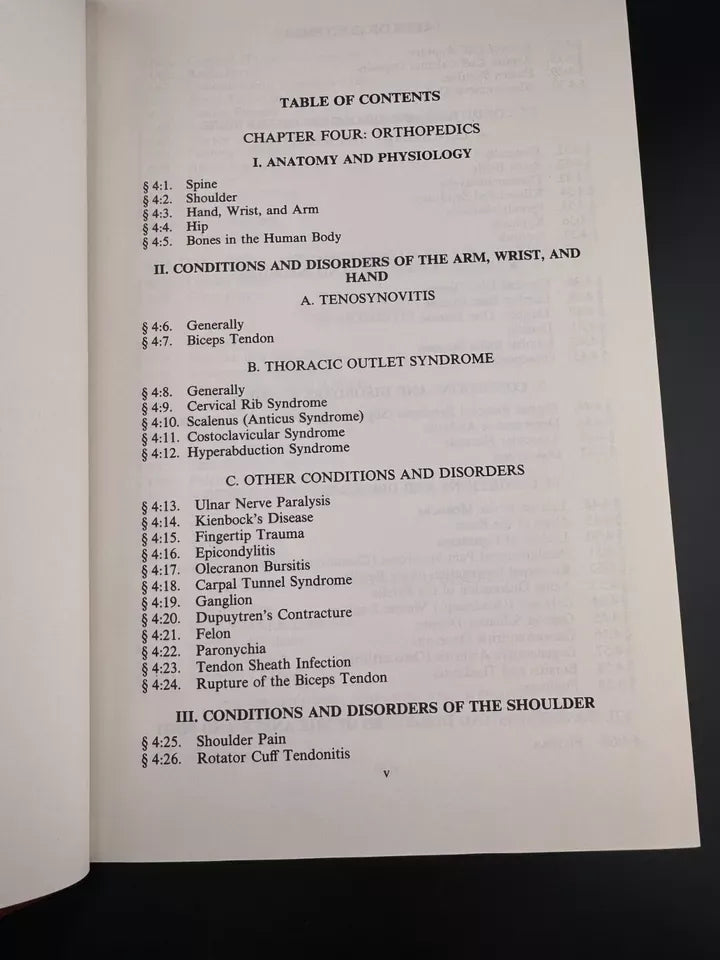 TABLE OF CONTENTS
CHAPTER FOUR: ORTHOPEDICS
I. ANATOMY AND PHYSIOLOGY
§ 4:1. Spine
§ 4:2. Shoulder
§ 4:3. Hand, Wrist, and Arm
§ 4:4. Hip
§ 4:5. Bones in the Human Body
II. CONDITIONS AND DISORDERS OF THE ARM, WRIST, AND
HAND
A. TENOSYNOVITIS
§ 4:6. Generally
§ 4:7. Biceps Tendon
B. THORACIC OUTLET SYNDROME
§ 4:8. Generally
§ 4:9. Cervical Rib Syndrome
§ 4:10. Scalenus (Anticus Syndrome)
§ 4:11. Costoclavicular Syndrome
§ 4:12. Hyperabduction Syndrome
C. OTHER CONDITIONS AND DISORDERS
§ 4:13. Ulnar Nerve Paralysis
§ 4:14. Kienbock's Disease
§ 4:15. Fingertip Trauma
§ 4:16. Epicondylitis
§ 4:17. Olecranon Bursitis
§ 4:18. Carpal Tunnel Syndrome
§ 4:19. Ganglion
§ 4:20. Dupuytren's Contracture
§ 4:21. Felon
§ 4:22. Paronychia
§ 4:23. Tendon Sheath Infection
§ 4:24. Rupture of the Biceps Tendon
III. CONDITIONS AND DISORDERS OF THE SHOULDER
§ 4:25. Shoulder Pain
§ 4:26. Rotator Cuff Tendonitis
v